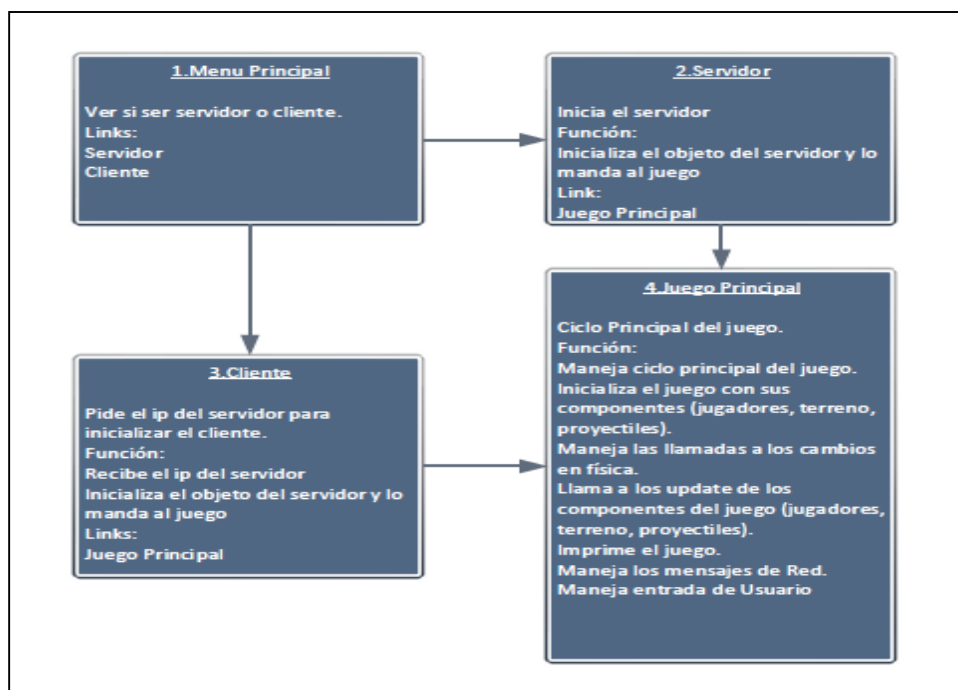 1.Menu Principal
Ver si ser servidor o cliente.
Links:
Servidor
Cliente
2.Servidor
Inicia el servidor
Función:
Inicializa el objeto del servidor y lo
manda al juego
Link:
Juego Principal
3.Cliente
Pide el ip del servidor para
inicializar el cliente.
Función:
Recibe el ip del servidor
Inicializa el objeto del servidor y lo
manda al juego
Links:
Juego Principal
4.Juego Principal
Ciclo Principal del juego.
Función:
Maneja ciclo principal del juego.
Inicializa el juego con sus
componentes (jugadores, terreno,
proyectiles).
Maneja las llamadas a los cambios
en física.
Llama a los update de los
componentes del juego (jugadores,
terreno, proyectiles).
Imprime el juego.
Maneja los mensajes de Red.
Maneja entrada de Usuario